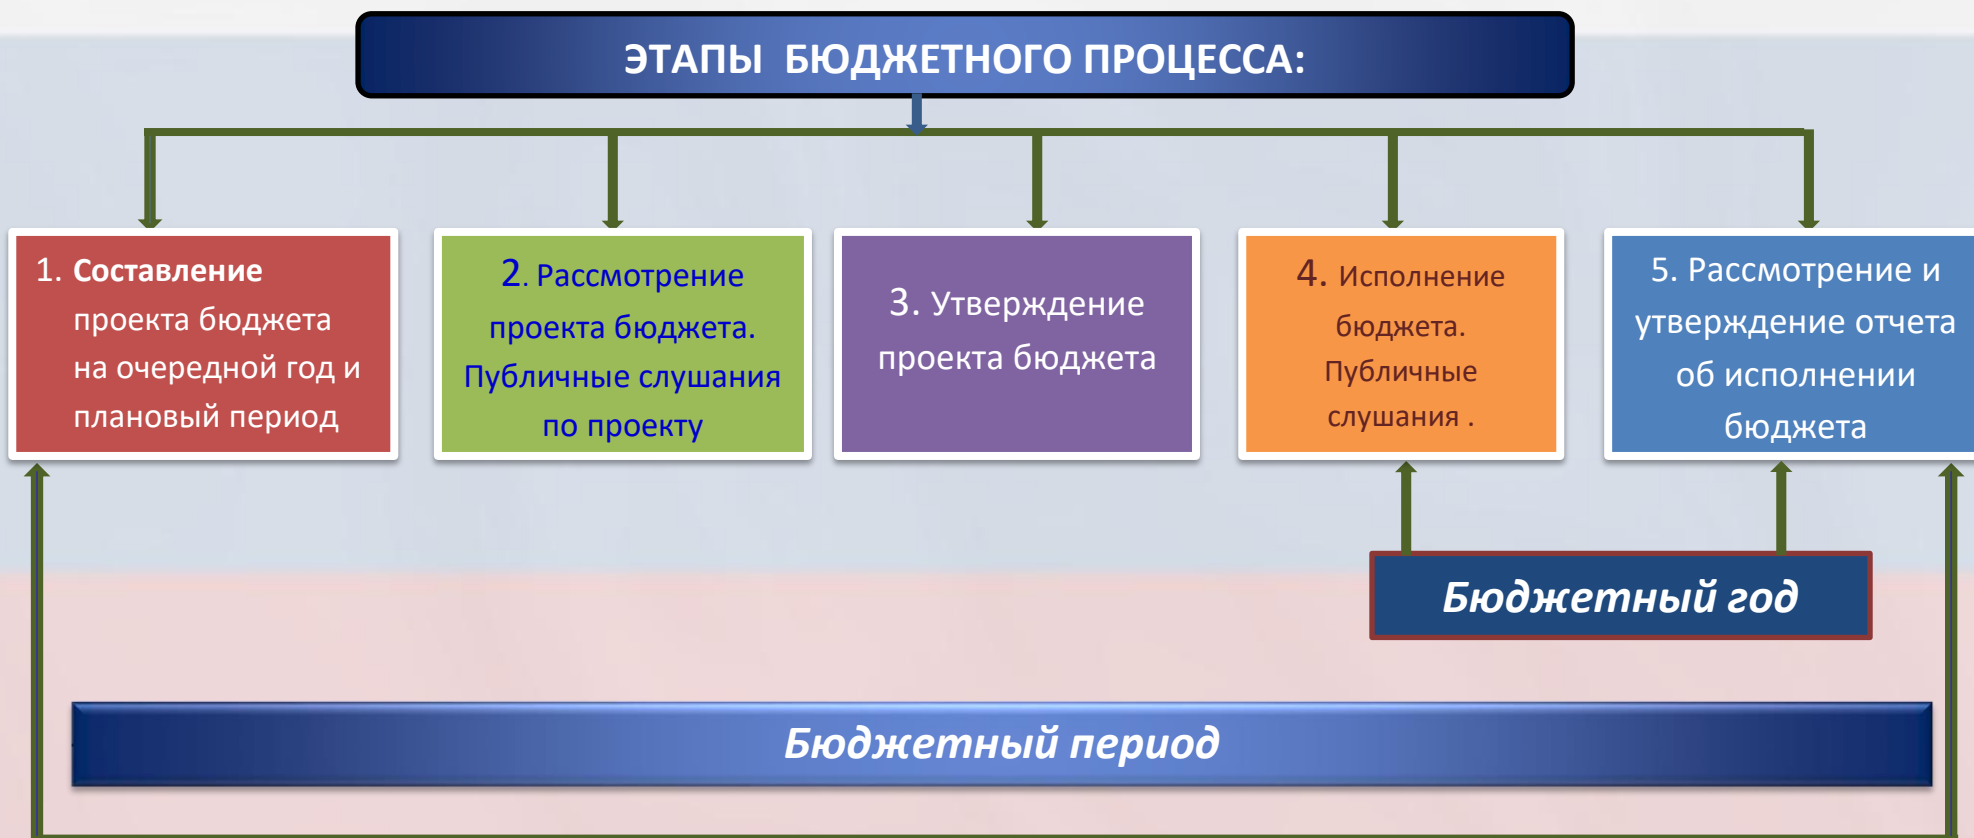 ЭТАПЫ БЮДЖЕТНОГО ПРОЦЕССА:
1. Составление
проекта бюджета
на очередной год и
плановый период
2. Рассмотрение
проекта бюджета.
Публичные слушания
по проекту
3. Утверждение
проекта бюджета
4. Исполнение
бюджета.
Публичные
слушания .
5. Рассмотрение и
утверждение отчета
об исполнении
бюджета
Бюджетный год
Бюджетный период